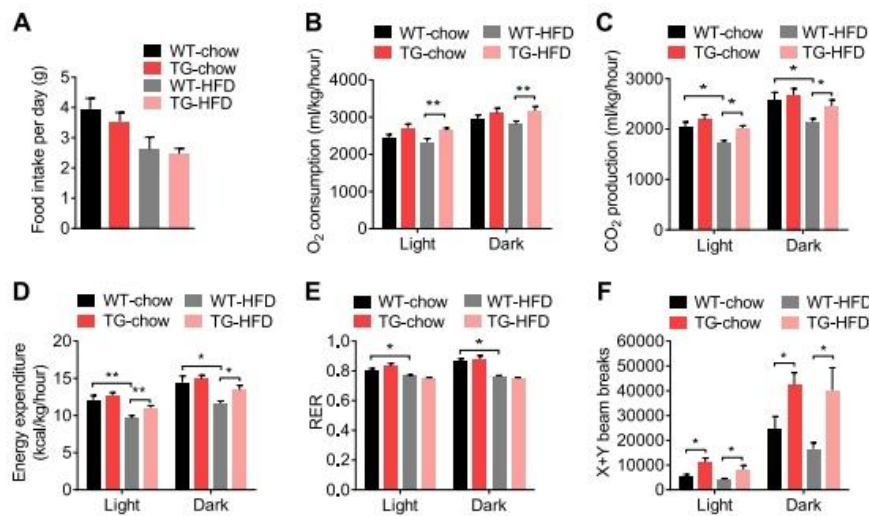 A
WT-chow
TG-chow
WT-HFD
TG-HFD
Food intake per day (g)
5
4
3
2
1
0
B
WT-chow WT-HFD
TG-chow TG-HFD
O2 consumption (ml/kg/hour)
4000
3000
2000
1000
0
** **
Light Dark
C
WT-chow WT-HFD
TG-chow TG-HFD
CO2 production (ml/kg/hour)
3000
2000
1000
0
* * * *
Light Dark
D
WT-chow WT-HFD
TG-chow TG-HFD
Energy expenditure
(kcal/kg/hour)
20
15
10
5
0
** ** * *
Light Dark
E
WT-chow WT-HFD
TG-chow TG-HFD
RER
1.0
0.8
0.6
0.4
0.2
0.0
* *
Light Dark
F
WT-chow WT-HFD
TG-chow TG-HFD
X+Y beam breaks
60000
50000
40000
30000
20000
10000
0
* * * *
Light Dark